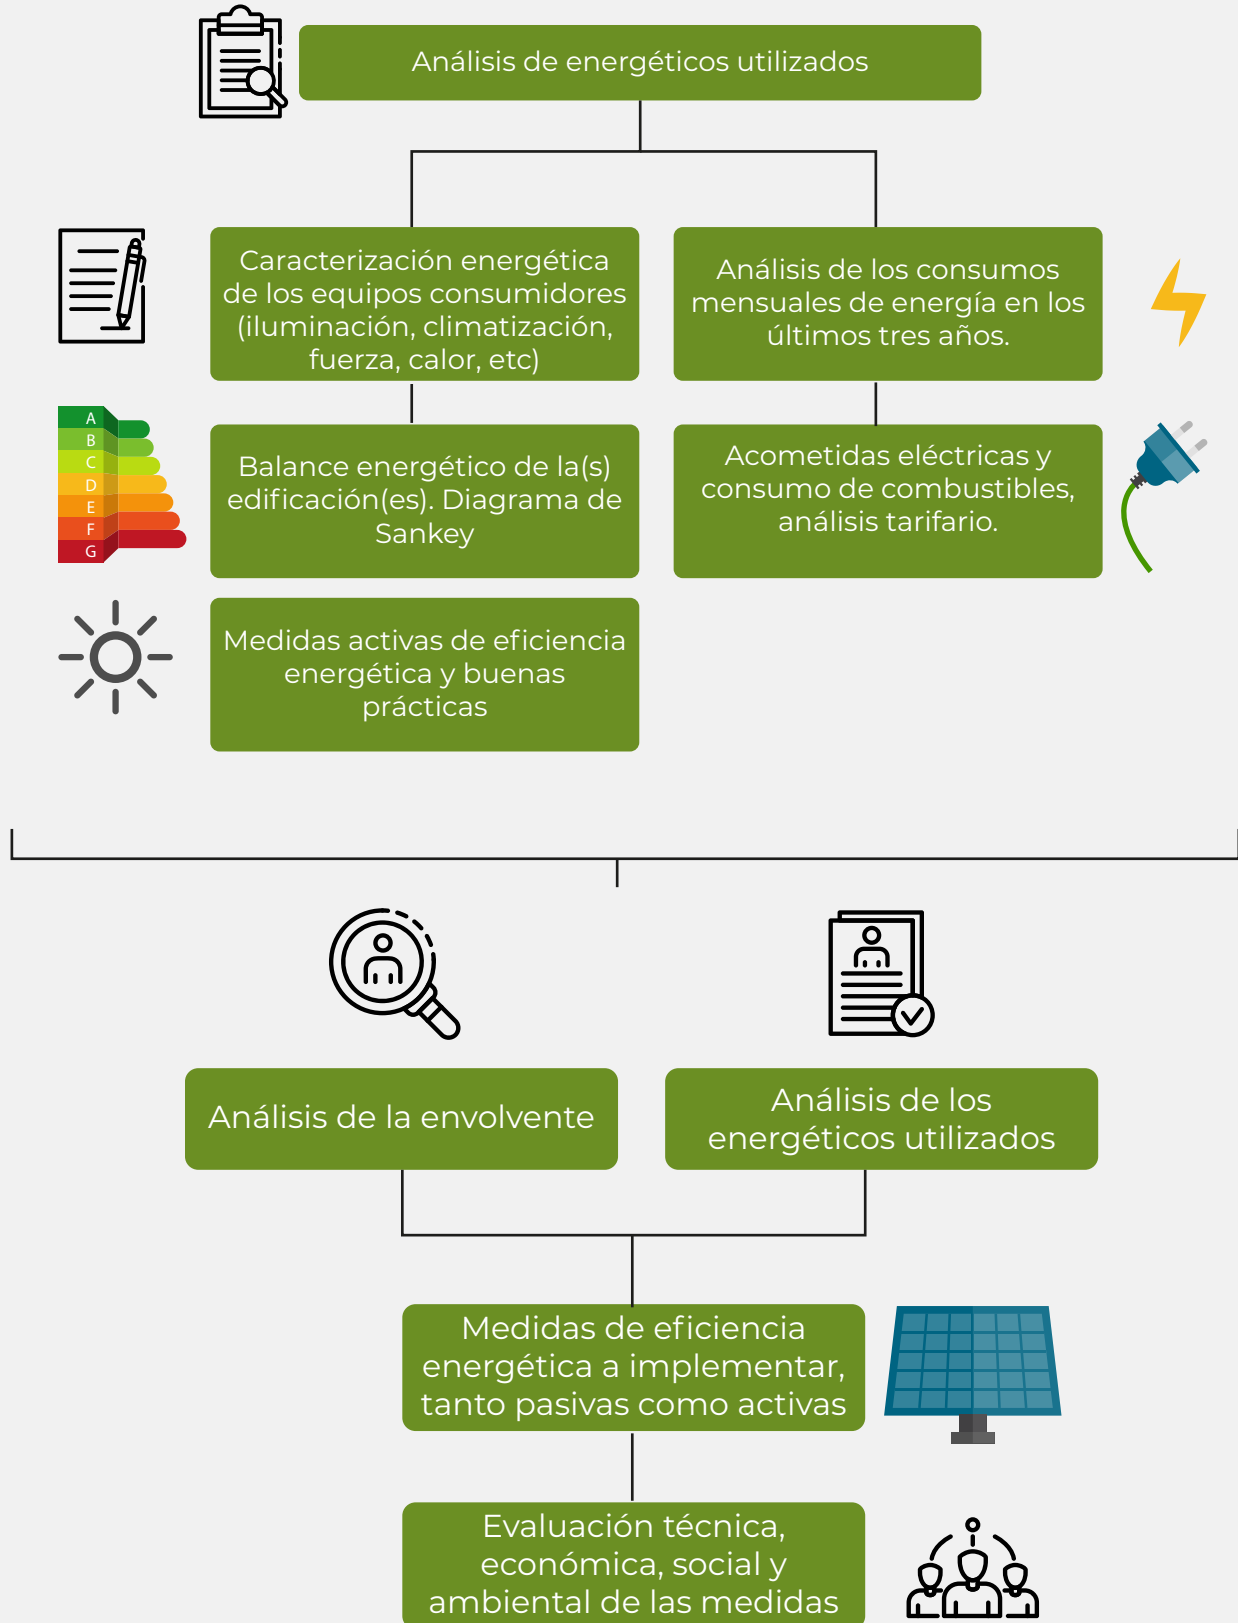 Análisis de energéticos utilizados
Caracterización energética
de los equipos consumidores
(iluminación, climatización,
fuerza, calor, etc)
Análisis de los consumos
mensuales de energía en los
últimos tres años.
A
B
C
D
E
F
G
Balance energético de la(s)
edificación(es). Diagrama de
Sankey
Acometidas eléctricas y
consumo de combustibles,
análisis tarifario.
Medidas activas de eficiencia
energética y buenas
prácticas
Análisis de la envolvente
Análisis de los
energéticos utilizados
Medidas de eficiencia
energética a implementar,
tanto pasivas como activas
Evaluación técnica,
económica, social y
ambiental de las medidas